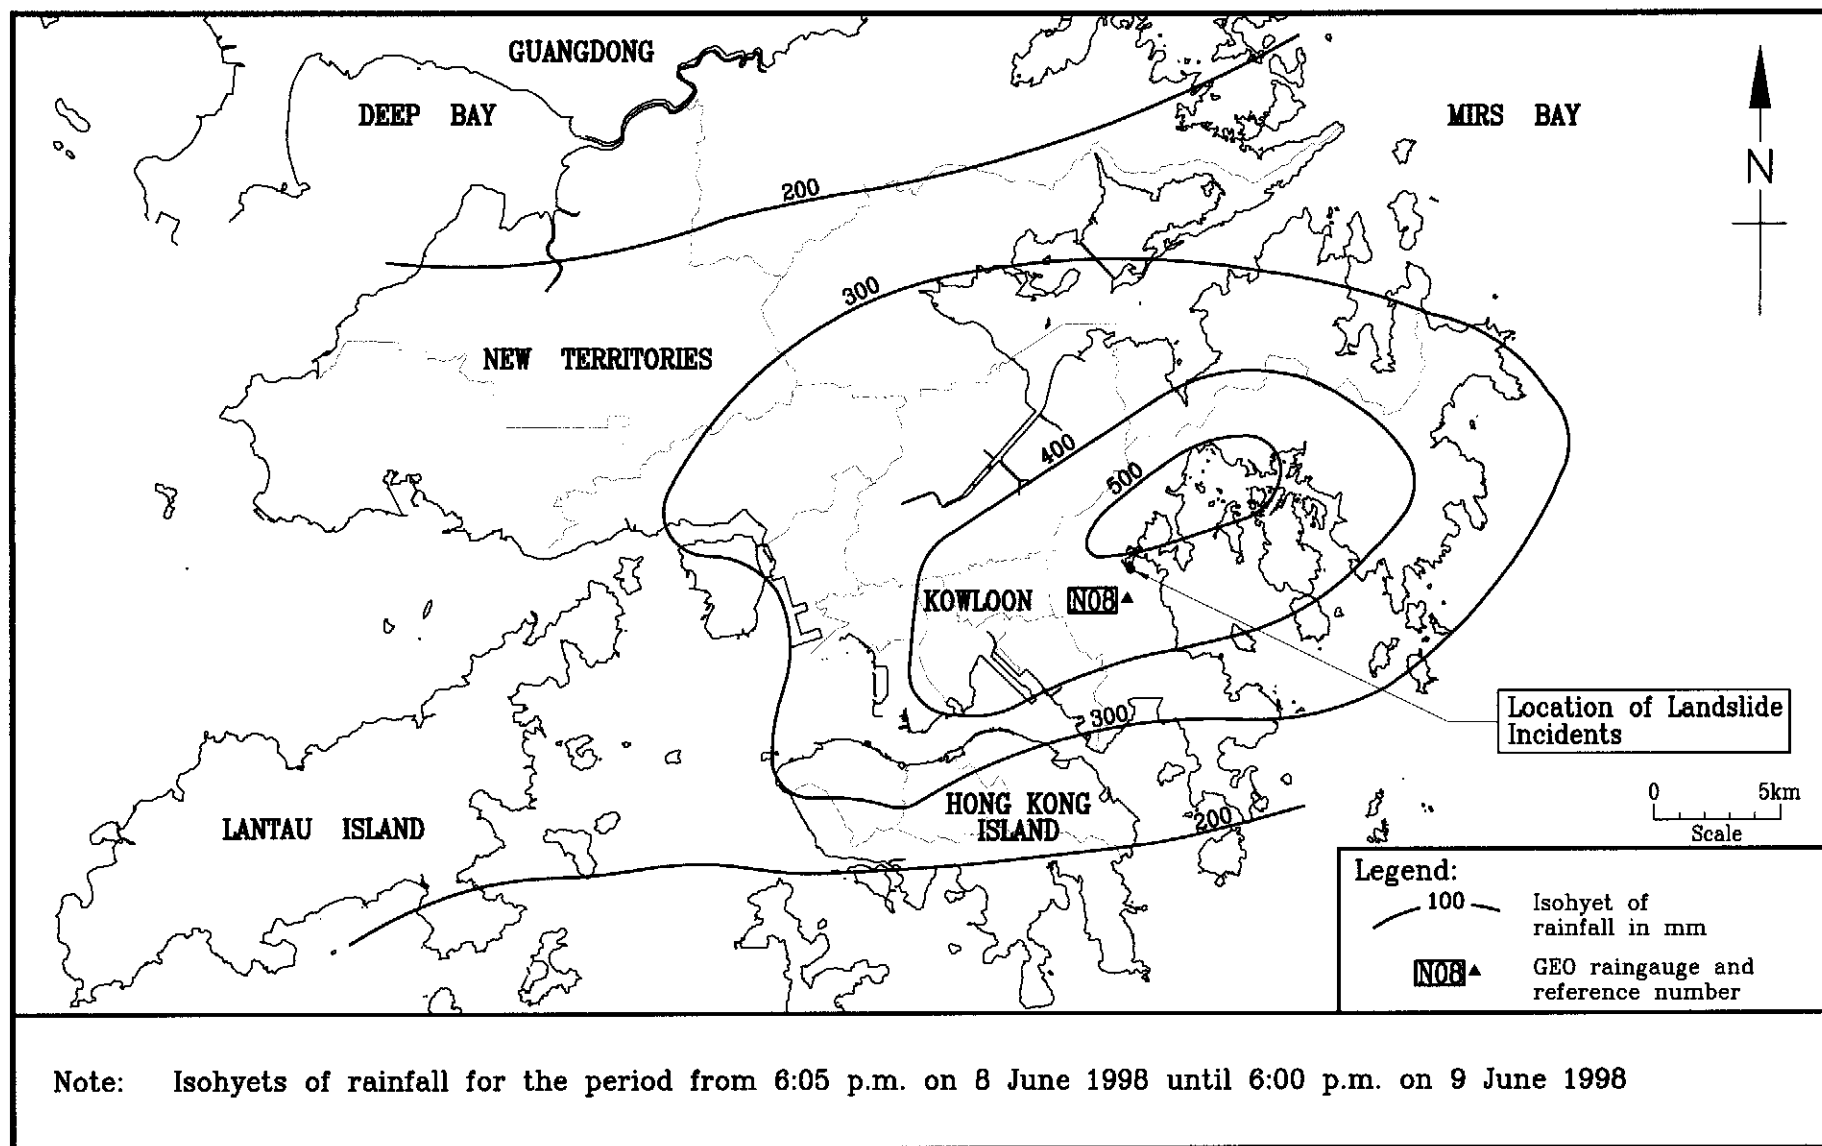 GUANGDONG
DEEP BAY
MIRS BAY
N
200
300
NEW TERRITORIES
400
500
KOWLOON N08
Location of Landslide
Incidents
300
0 5km
Scale
HONG KONG
ISLAND
200
LANTAU ISLAND
Legend:
100 Isohyet of
rainfall in mm
N08 GEO raingauge and
reference number
Note: Isohyets of rainfall for the period from 6:05 p.m. on 8 June 1998 until 6:00 p.m. on 9 June 1998